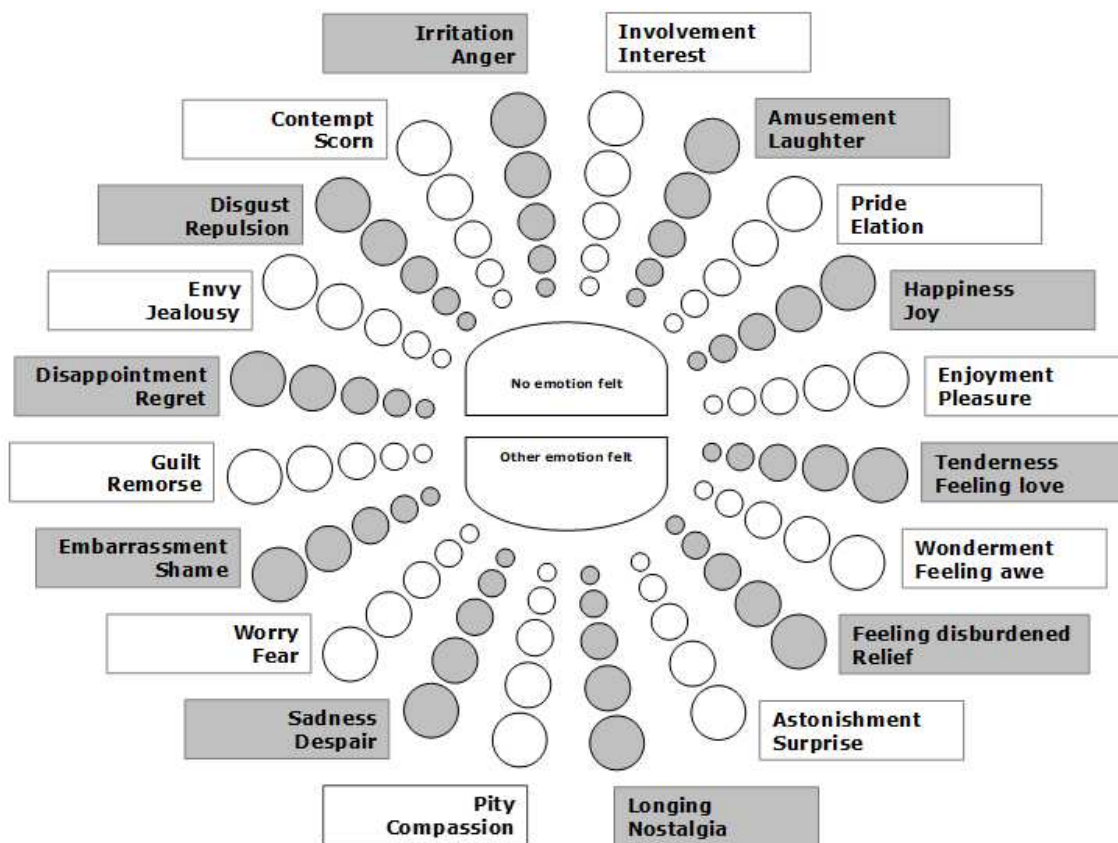 Irritation
Anger
Involvement
Interest
Contempt
Scorn
Amusement
Laughter
Disgust
Repulsion
Pride
Elation
Envy
Jealousy
Happiness
Joy
Disappointment
Regret
No emotion felt
Enjoyment
Pleasure
Guilt
Remorse
Other emotion felt
Tenderness
Feeling love
Embarrassment
Shame
Wonderment
Feeling awe
Worry
Fear
Feeling disburdened
Relief
Sadness
Despair
Astonishment
Surprise
Pity
Compassion
Longing
Nostalgia